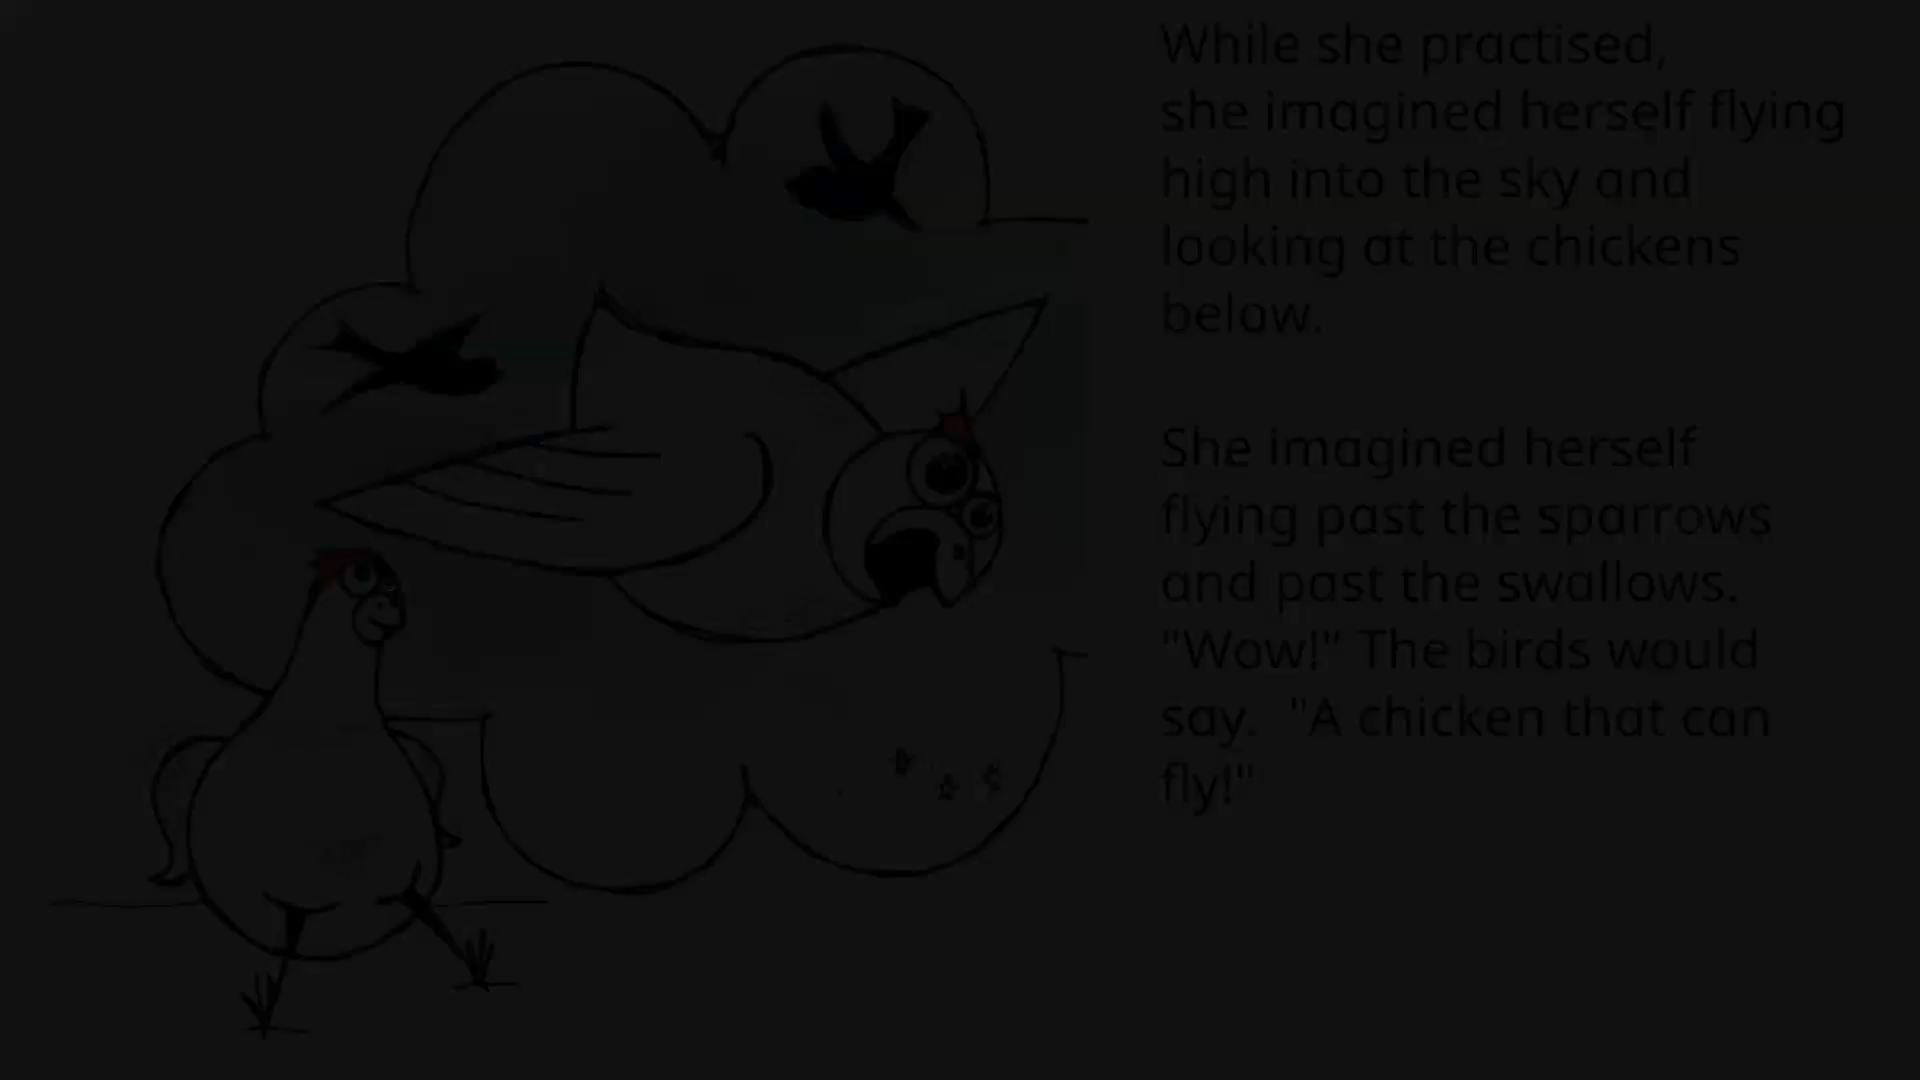 While she practised,
she imagined herself flying
high into the sky and
looking at the chickens
below.
She imagined herself
flying past the sparrows
and past the swallows.
"Wow!" The birds would
say.  "A chicken that can
fly!"